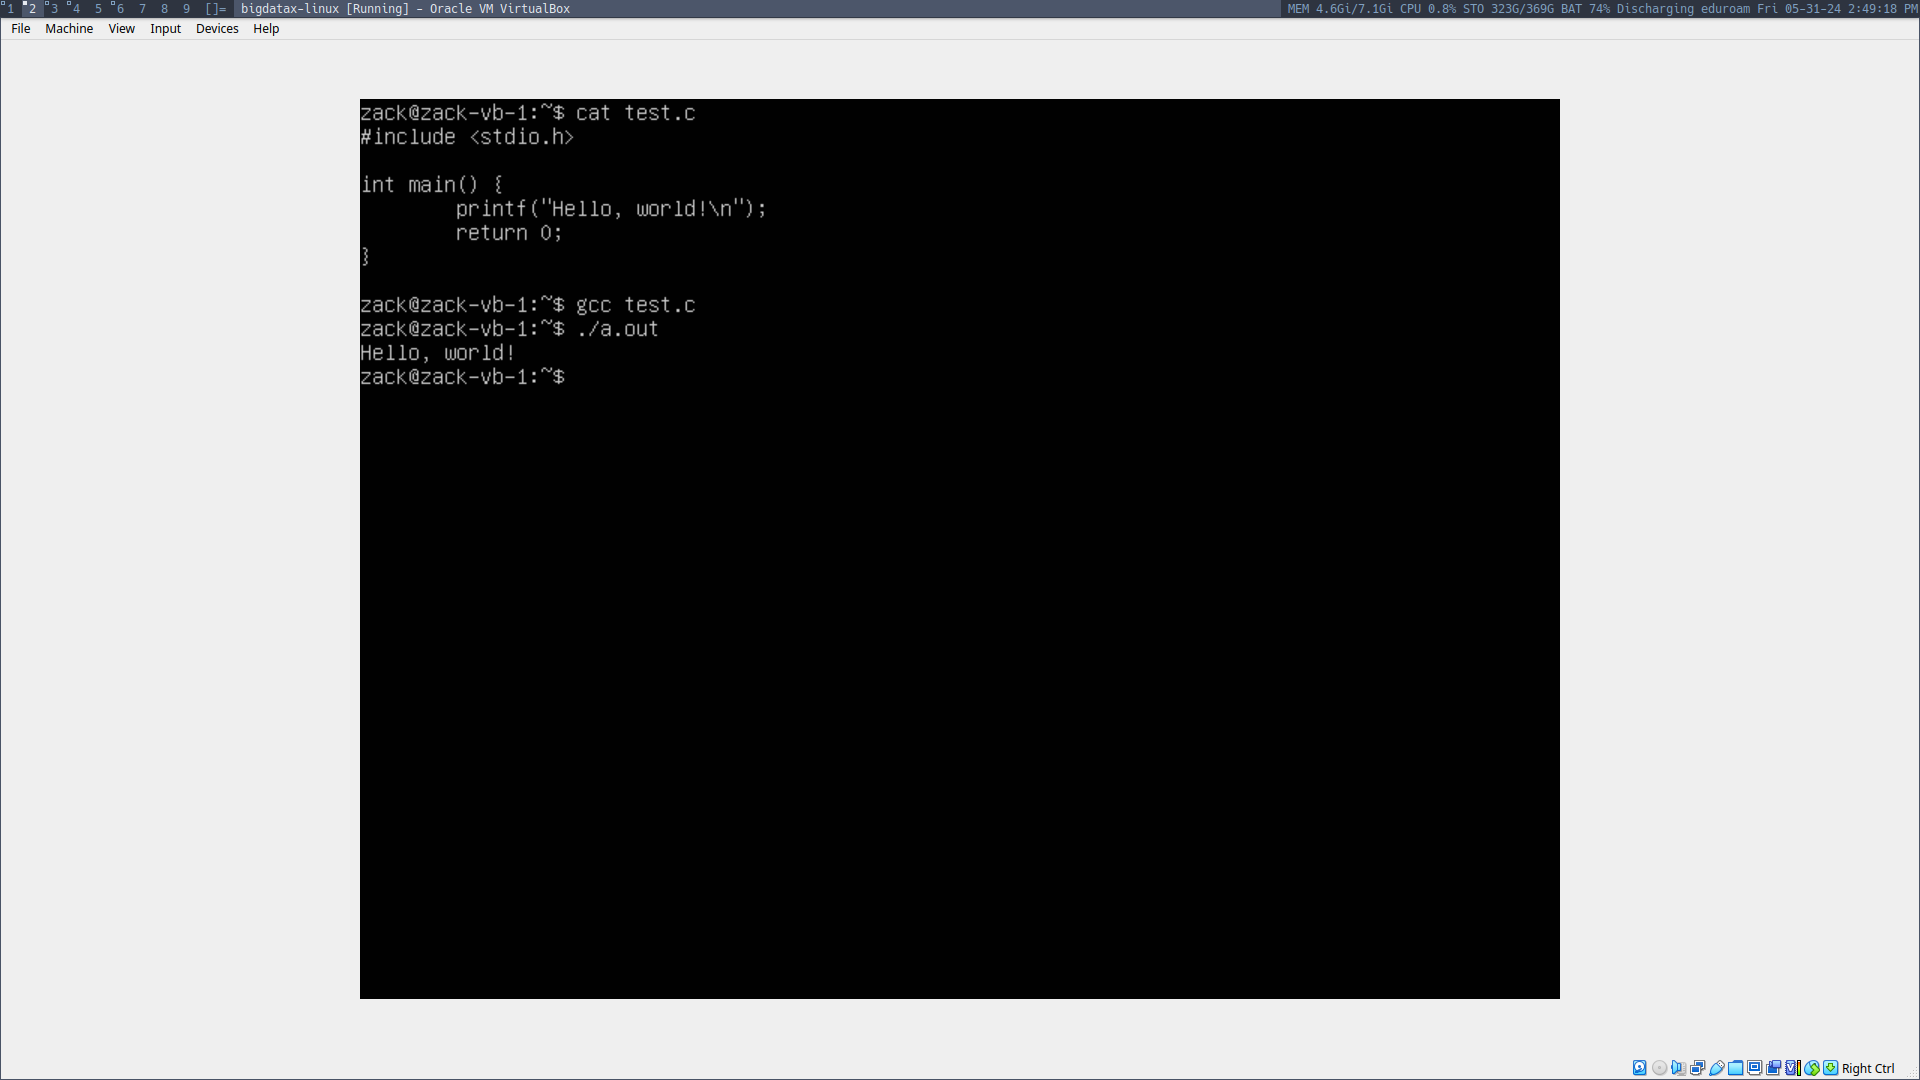 1 2 3 4 5 6 7 8 9 []= bigdatax-linux [Running] - Oracle VM VirtualBox MEM 4.6Gi/7.1Gi CPU 0.8% STO 323G/369G BAT 74% Discharging eduroam Fri 05-31-24 2:49:18 PM
File Machine View Input Devices Help
zack@zack-vb-1:~$ cat test.c
#include <stdio.h>
int main() {
        printf("Hello, world!\n");
        return 0;
}
zack@zack-vb-1:~$ gcc test.c
zack@zack-vb-1:~$ ./a.out
Hello, world!
zack@zack-vb-1:~$
Right Ctrl